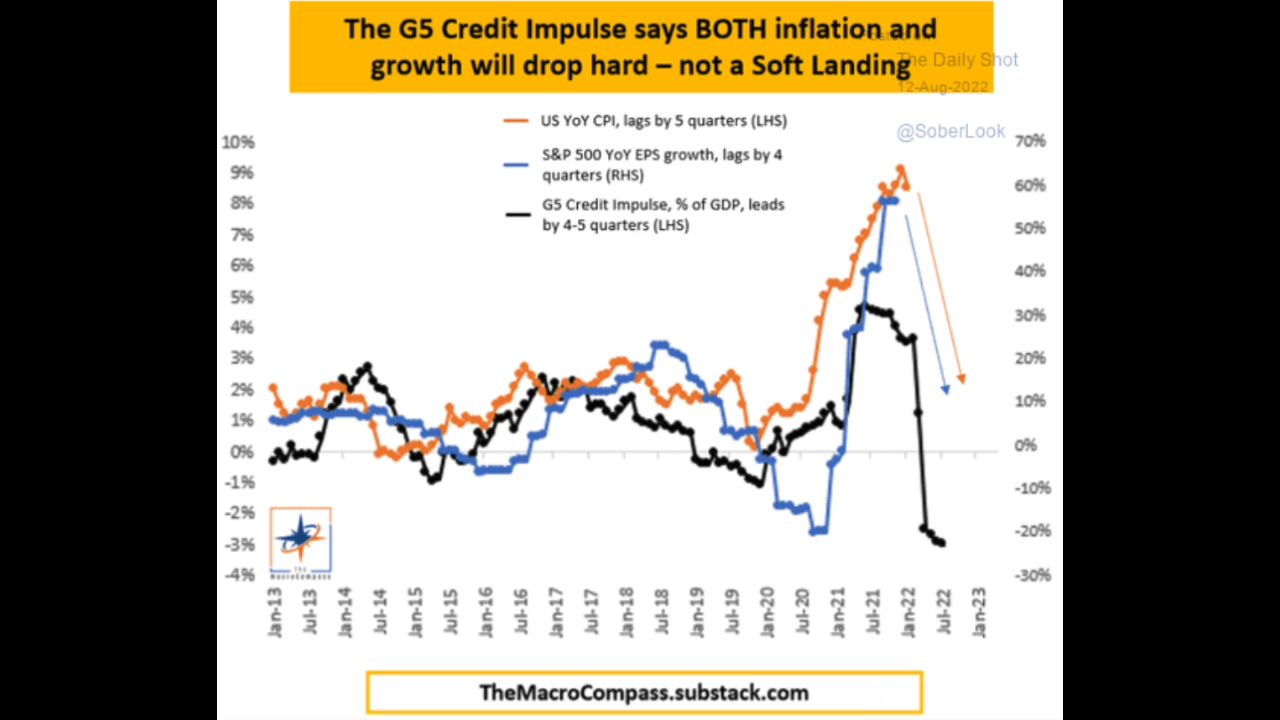 The G5 Credit Impulse says BOTH inflation and
growth will drop hard – not a Soft Landing
Posted on
The Daily Shot
12-Aug-2022
@SoberLook
US YoY CPI, lags by 5 quarters (LHS)
S&P 500 YoY EPS growth, lags by 4
quarters (RHS)
G5 Credit Impulse, % of GDP, leads
by 4-5 quarters (LHS)
10%
9%
8%
7%
6%
5%
4%
3%
2%
1%
0%
-1%
-2%
-3%
-4%
70%
60%
50%
40%
30%
20%
10%
0%
-10%
-20%
-30%
THE
MACROCOMPASS
Jan-13
Jul-13
Jan-14
Jul-14
Jan-15
Jul-15
Jan-16
Jul-16
Jan-17
Jul-17
Jan-18
Jul-18
Jan-19
Jul-19
Jan-20
Jul-20
Jan-21
Jul-21
Jan-22
Jul-22
Jan-23
TheMacroCompass.substack.com